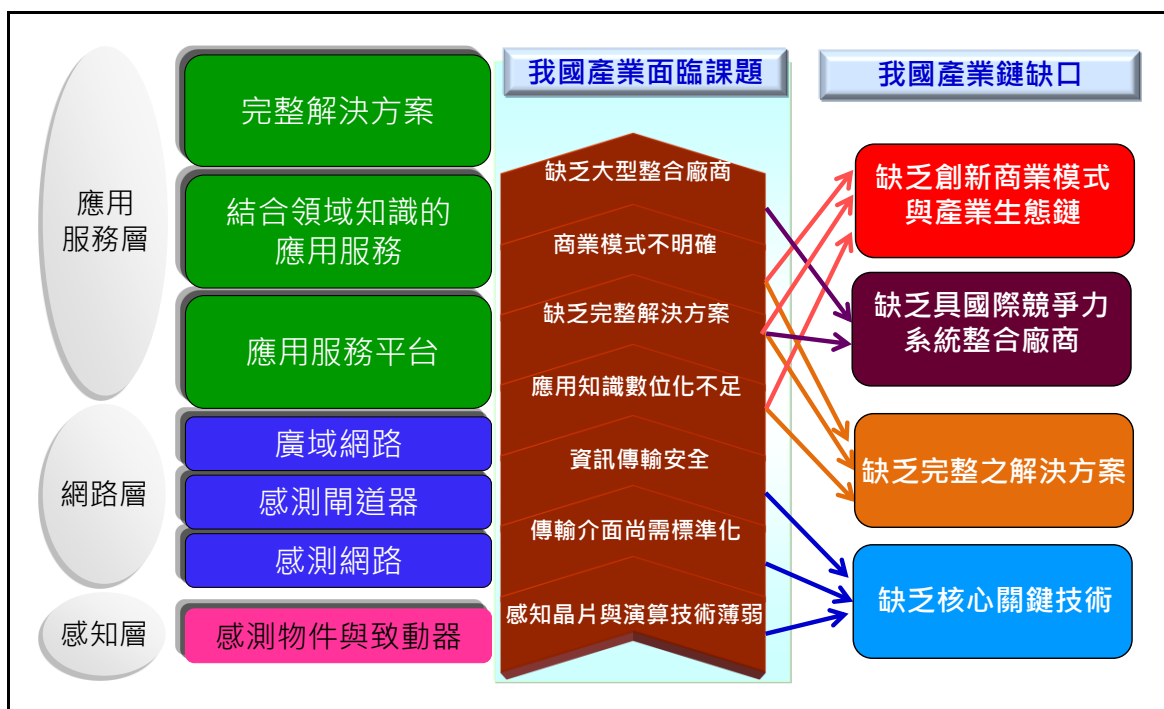 應用
服務層
網路層
感知層
完整解決方案
結合領域知識的
應用服務
應用服務平台
廣域網路
感測閘道器
感測網路
感測物件與致動器
我國產業面臨課題
缺乏大型整合廠商
商業模式不明確
缺乏完整解決方案
應用知識數位化不足
資訊傳輸安全
傳輸介面尚需標準化
感知晶片與演算技術薄弱
我國產業鏈缺口
缺乏創新商業模式
與產業生態鏈
缺乏具國際競爭力
系統整合廠商
缺乏完整之解決方案
缺乏核心關鍵技術